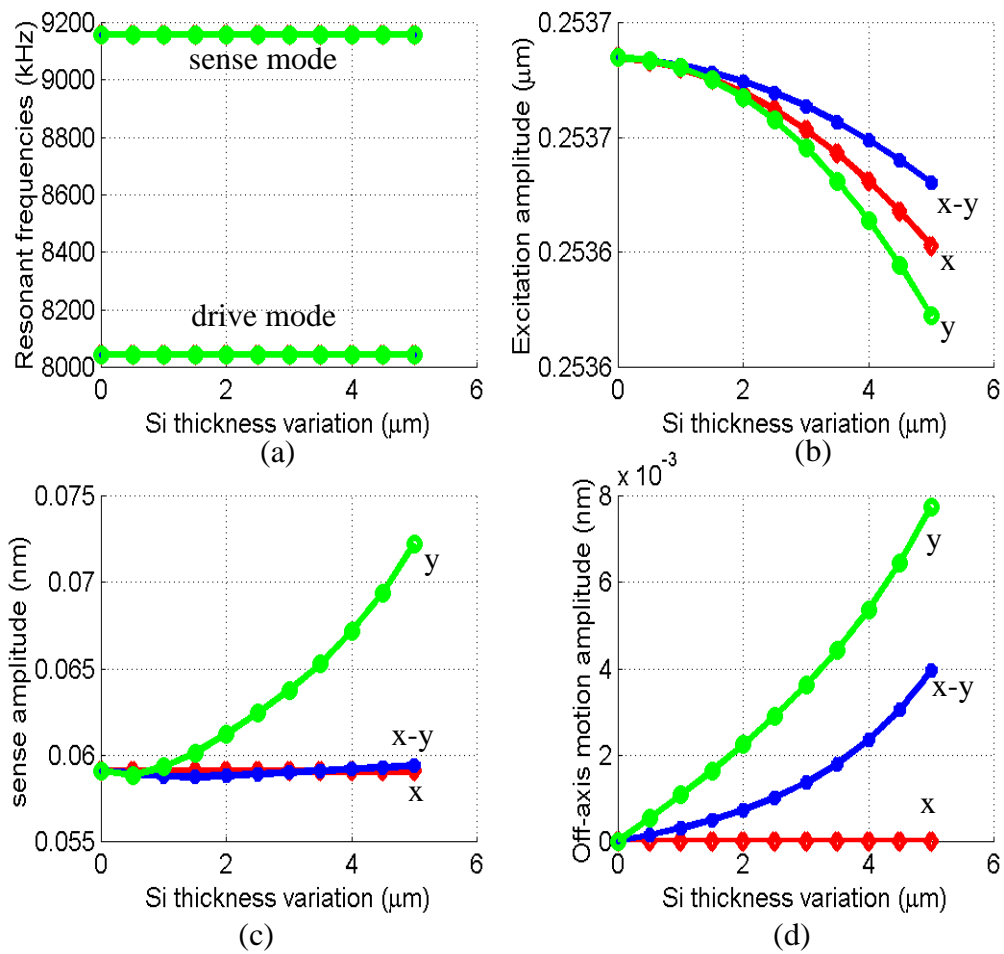 9200
9000
8800
8600
8400
8200
8000
Resonant frequencies (kHz)
sense mode
drive mode
0 2 4 6
Si thickness variation (μm)
(a)
0.2537
0.2537
0.2536
0.2536
Excitation amplitude (μm)
x-y
x
y
0 2 4 6
Si thickness variation (μm)
(b)
0.075
0.07
0.065
0.06
0.055
sense amplitude (nm)
y
x-y
x
0 2 4 6
Si thickness variation (μm)
(c)
x 10⁻³
8
6
4
2
0
Off-axis motion amplitude (nm)
y
x-y
x
0 2 4 6
Si thickness variation (μm)
(d)